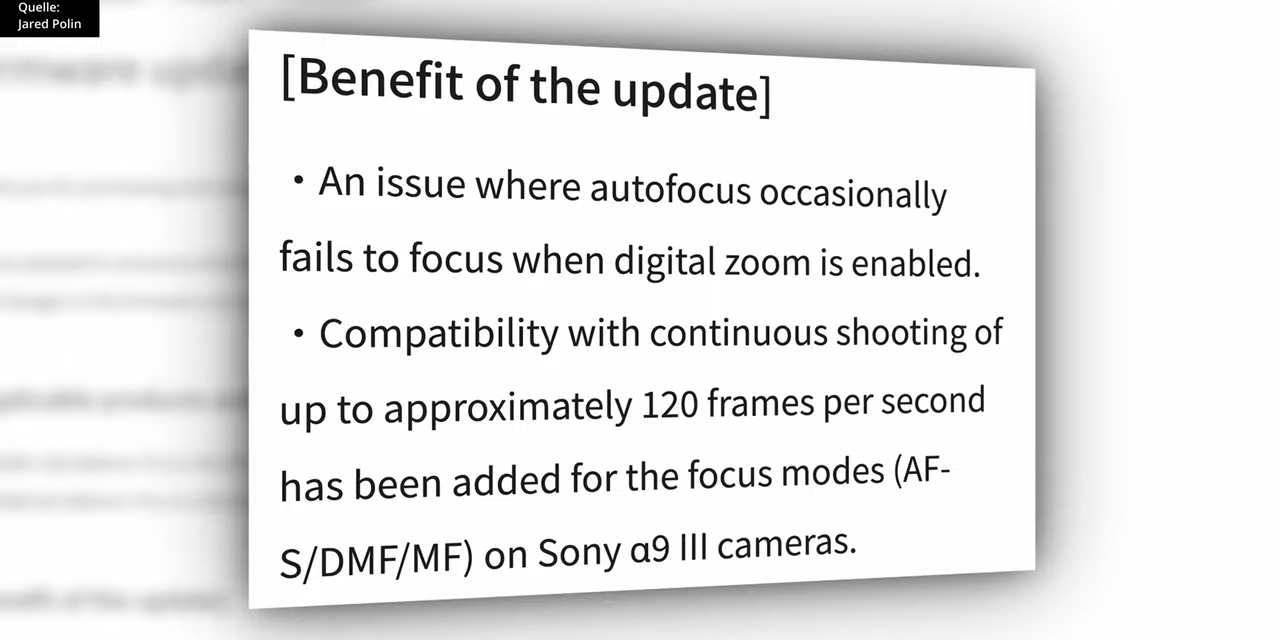 Quelle:
Jared Polin
[Benefit of the update]
・An issue where autofocus occasionally
fails to focus when digital zoom is enabled.
・Compatibility with continuous shooting of
up to approximately 120 frames per second
has been added for the focus modes (AF-
S/DMF/MF) on Sony α9 III cameras.